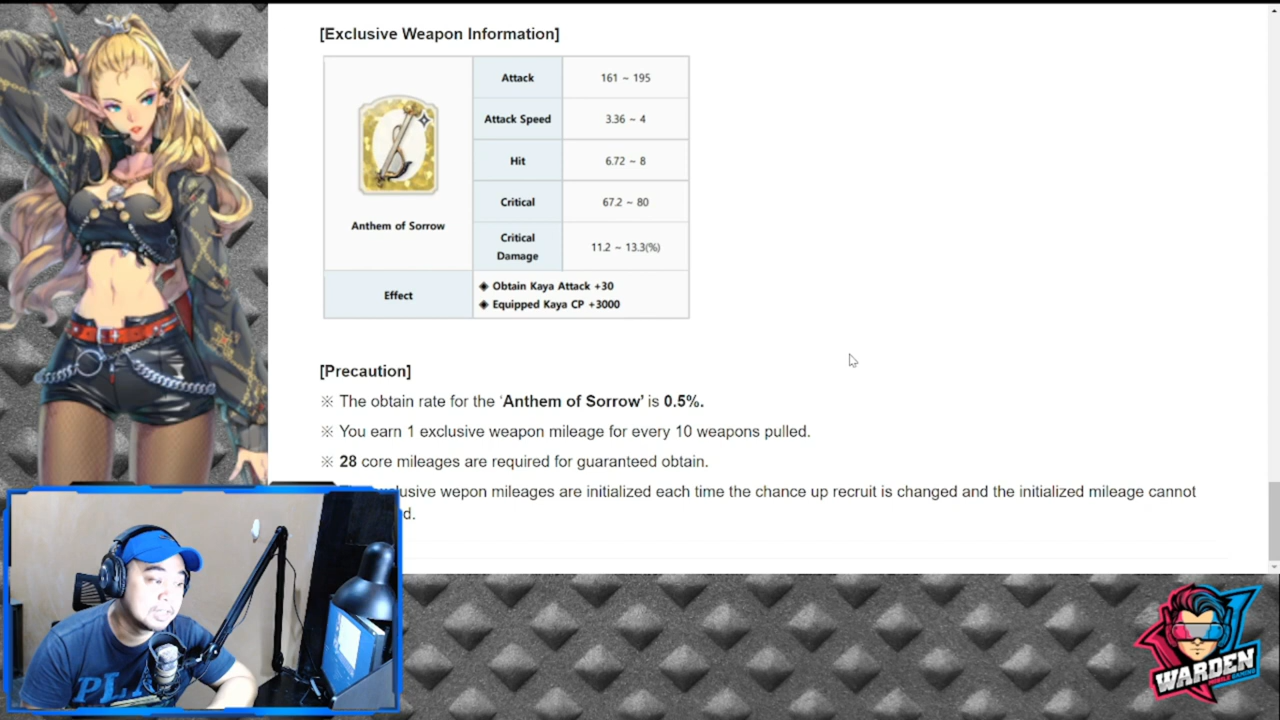 [Exclusive Weapon Information]
Attack 161 ~ 195
Attack Speed 3.36 ~ 4
Hit 6.72 ~ 8
Critical 67.2 ~ 80
Anthem of Sorrow
Critical
Damage 11.2 ~ 13.3(%)
Effect
◈ Obtain Kaya Attack +30
◈ Equipped Kaya CP +3000
[Precaution]
※ The obtain rate for the 'Anthem of Sorrow' is 0.5%.
※ You earn 1 exclusive weapon mileage for every 10 weapons pulled.
※ 28 core mileages are required for guaranteed obtain.
wepon mileages are initialized each time the chance up recruit is changed and the initialized mileage cannot
WARDEN
MOBILE GAMING